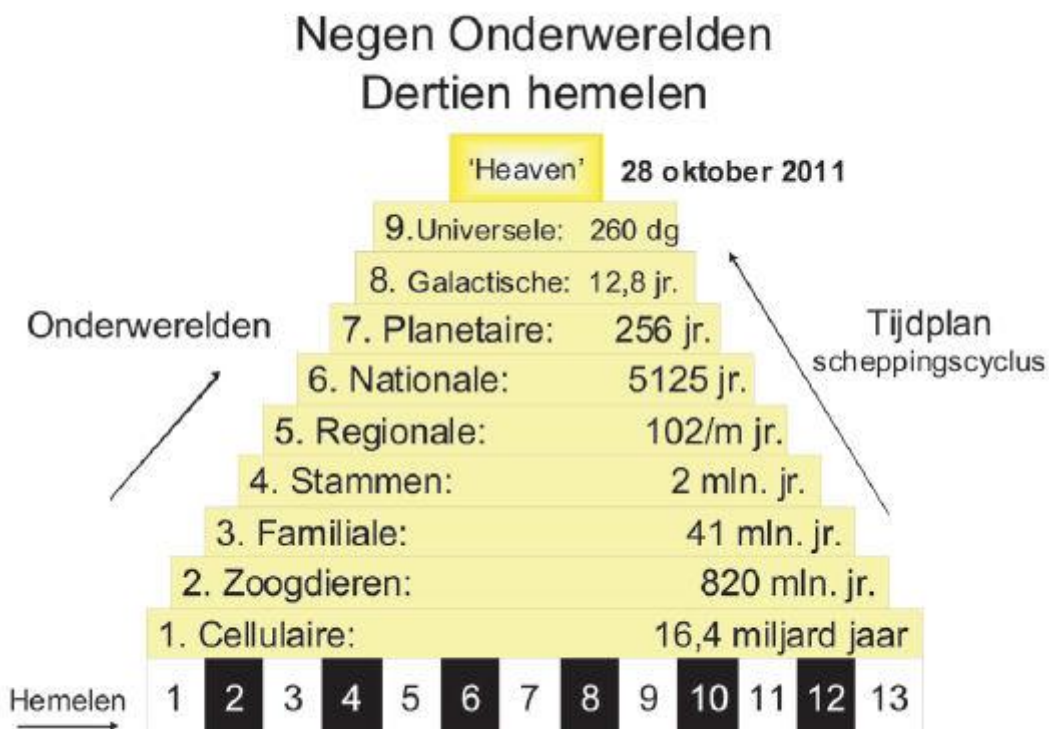 Negen Onderwerelden
Dertien hemelen
'Heaven' 28 oktober 2011
9.Universele: 260 dg
8. Galactische: 12,8 jr.
Onderwerelden
7. Planetaire: 256 jr.
Tijdplan
scheppingscyclus
6. Nationale: 5125 jr.
5. Regionale: 102/m jr.
4. Stammen: 2 mln. jr.
3. Familiale: 41 mln. jr.
2. Zoogdieren: 820 mln. jr.
1. Cellulaire: 16,4 miljard jaar
Hemelen 1 2 3 4 5 6 7 8 9 10 11 12 13